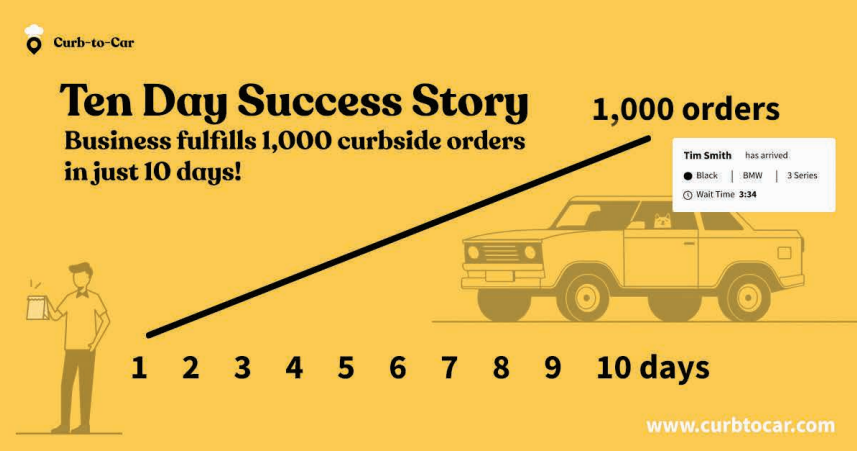 Curb-to-Car
Ten Day Success Story
Business fulfills 1,000 curbside orders
in just 10 days!
1,000 orders
Tim Smith has arrived
Black | BMW | 3 Series
Wait Time 3:34
1 2 3 4 5 6 7 8 9 10 days
www.curbtocar.com